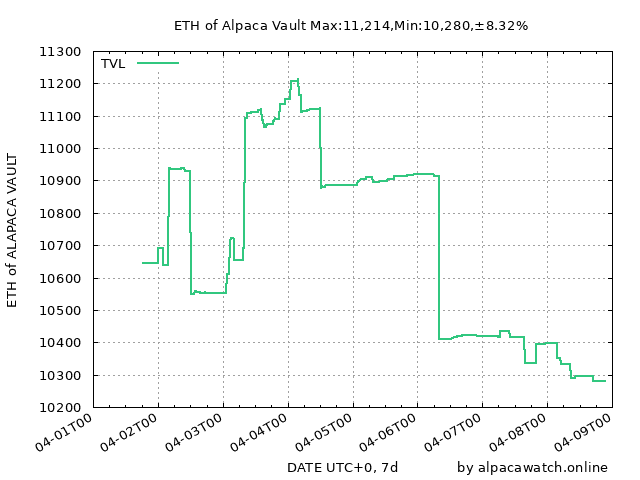 ETH of Alpaca Vault Max:11,214,Min:10,280,±8.32%
11300
TVL
11200
11100
11000
10900
10800
10700
10600
10500
10400
10300
10200
ETH of ALAPACA VAULT
04-01T00
04-02T00
04-03T00
04-04T00
04-05T00
04-06T00
04-07T00
04-08T00
04-09T00
DATE UTC+0, 7d
by alpacawatch.online